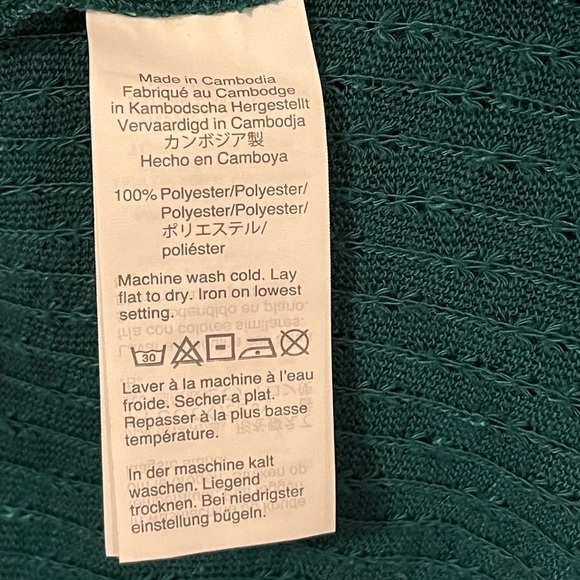 Made in Cambodia
Fabriqué au Cambodge
in Kambodscha Hergestellt
Vervaardigd in Cambodja
カンボジア製
Hecho en Camboya
100% Polyester/Polyester/
Polyester/Polyester/
ポリエステル/
poliéster
Machine wash cold. Lay
flat to dry. Iron on lowest
setting.
30
Laver à la machine à l'eau
froide. Secher a plat.
Repasser à la plus basse
température.
In der maschine kalt
waschen. Liegend
trocknen. Bei niedrigster
einstellung bügeln.